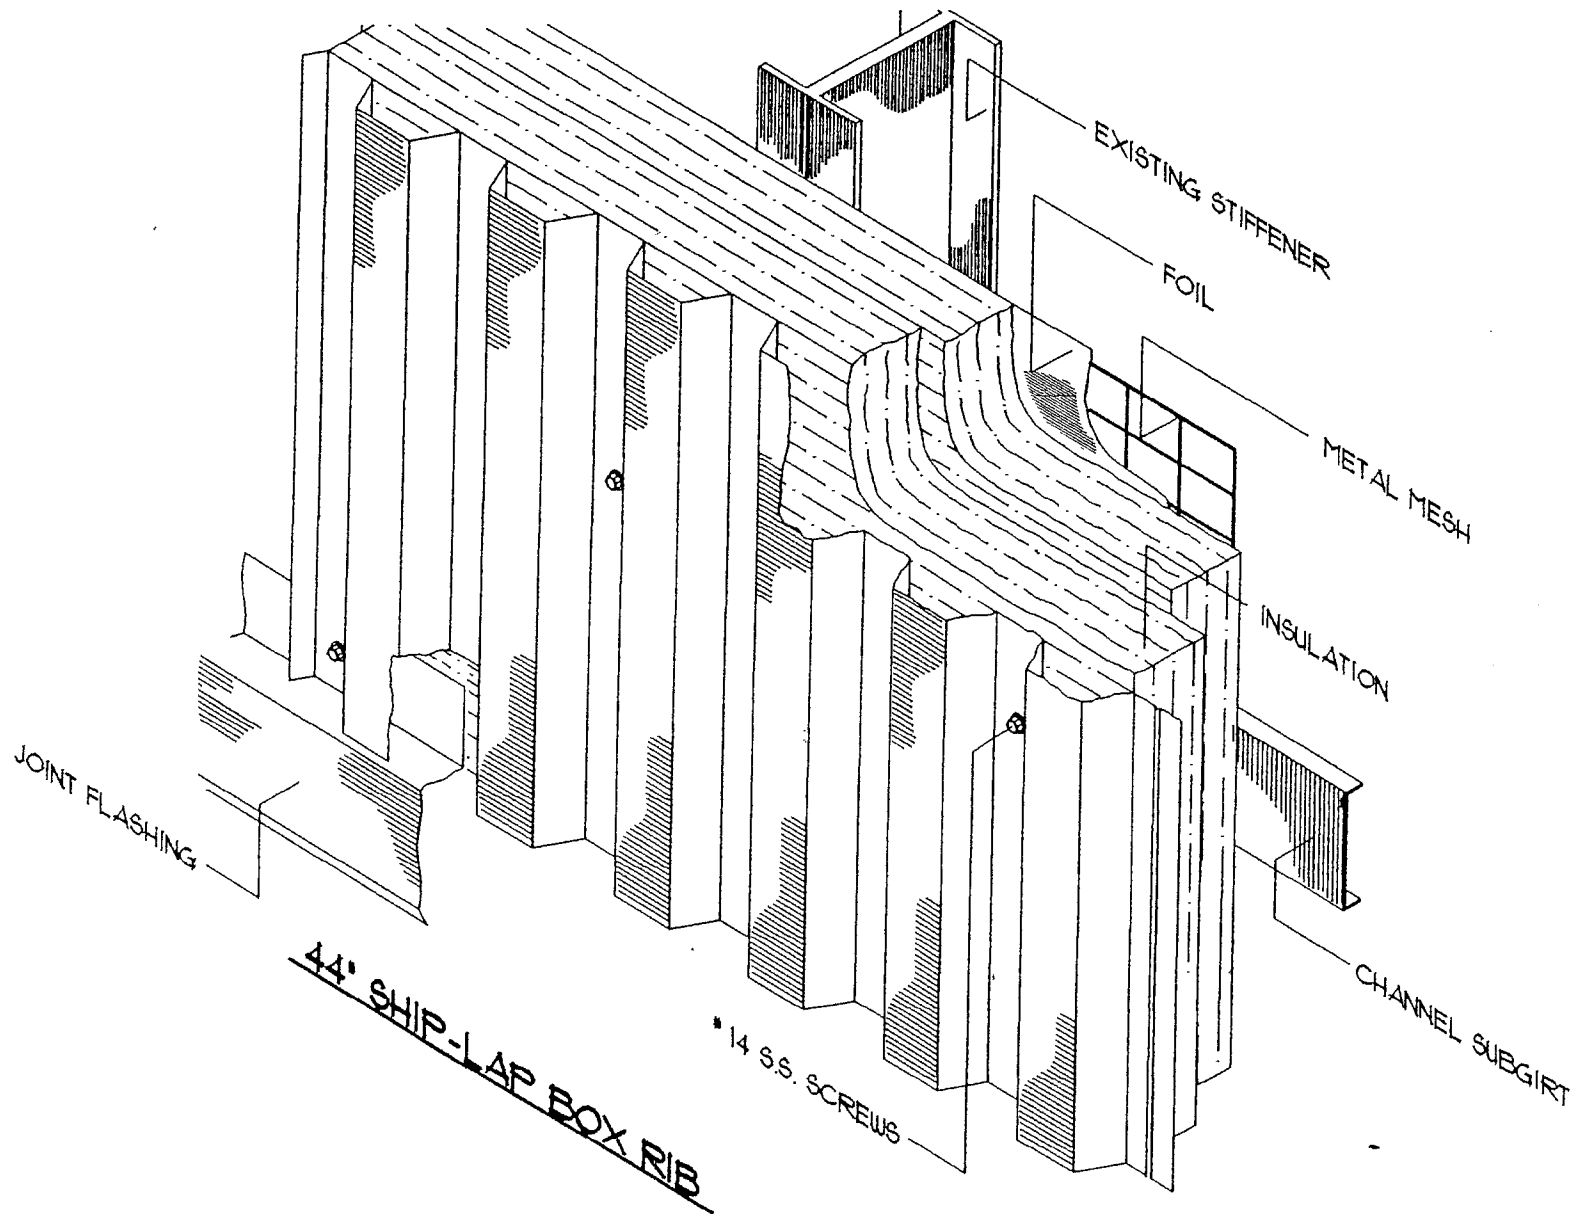 EXISTING STIFFENER
FOIL
METAL MESH
INSULATION
JOINT FLASHING
CHANNEL SUBGIRT
44" SHIP-LAP BOX RIB
#14 S.S. SCREWS